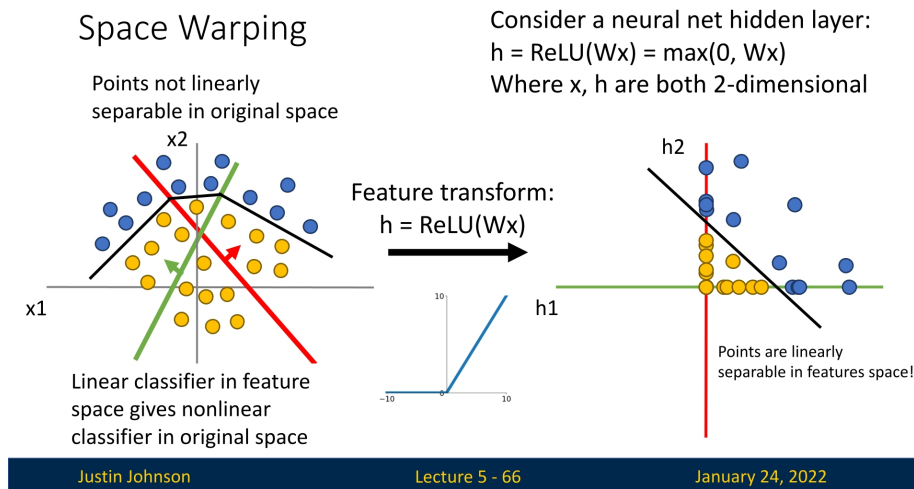 Space Warping
Consider a neural net hidden layer:
h = ReLU(Wx) = max(0, Wx)
Where x, h are both 2-dimensional
Points not linearly
separable in original space
x2
x1
Feature transform:
h = ReLU(Wx)
10
0
−10
10
h2
h1
Points are linearly
separable in features space!
Linear classifier in feature
space gives nonlinear
classifier in original space
Justin Johnson
Lecture 5 - 66
January 24, 2022